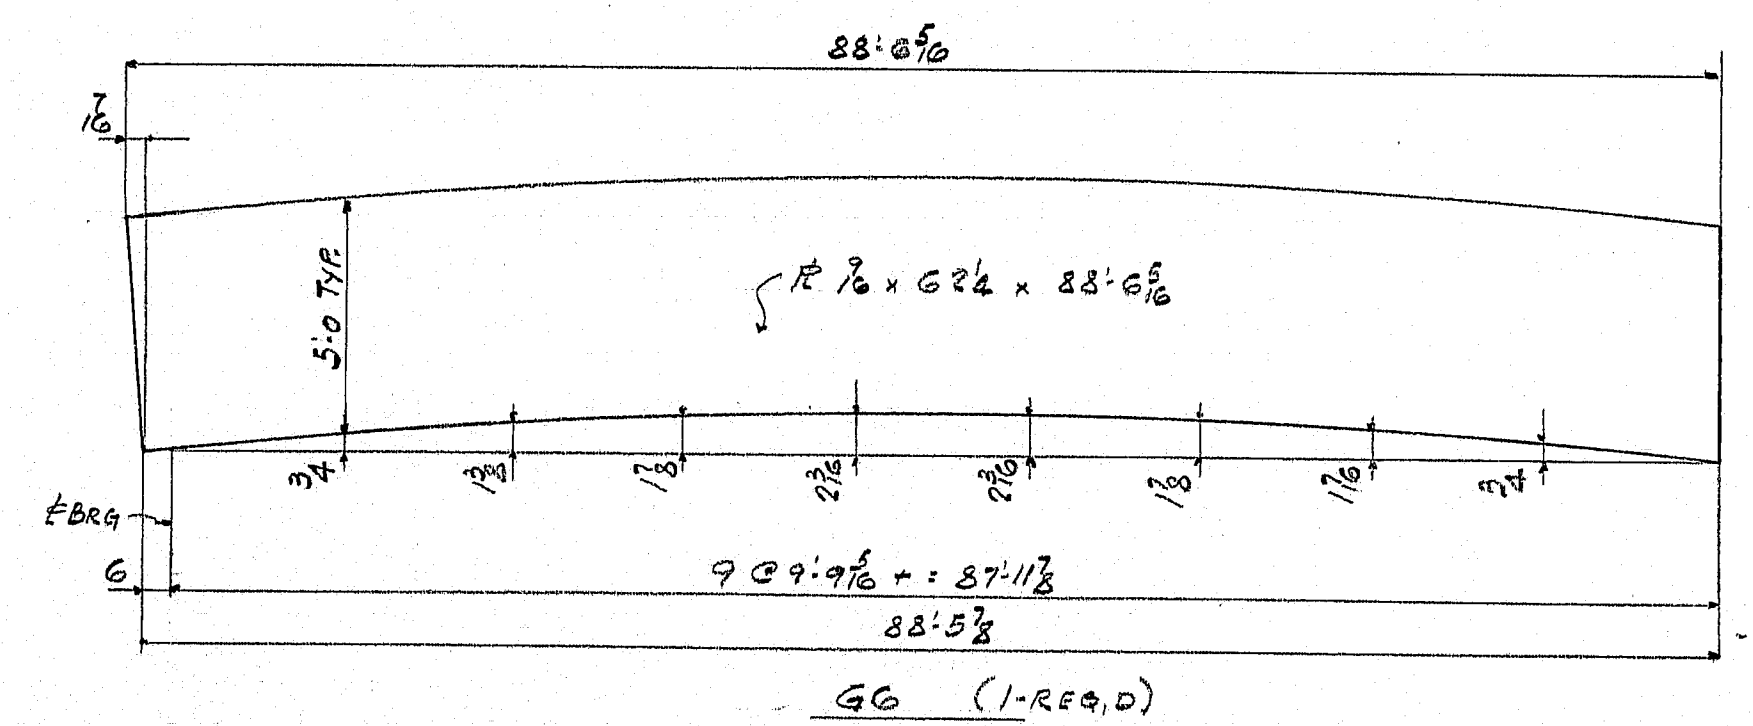 88'-6 5/16
7/16
5'-0 TYP.
PL 9/16 x 62 1/4 x 88'-6 5/16
3/4
1 3/8
1 7/8
2 3/16
2 3/16
1 7/8
1 7/16
3/4
℄ BRG
6
9 @ 9'-9 5/16 + = 87'-11 7/8
88'-5 7/8
G6 (1-REQ,D)